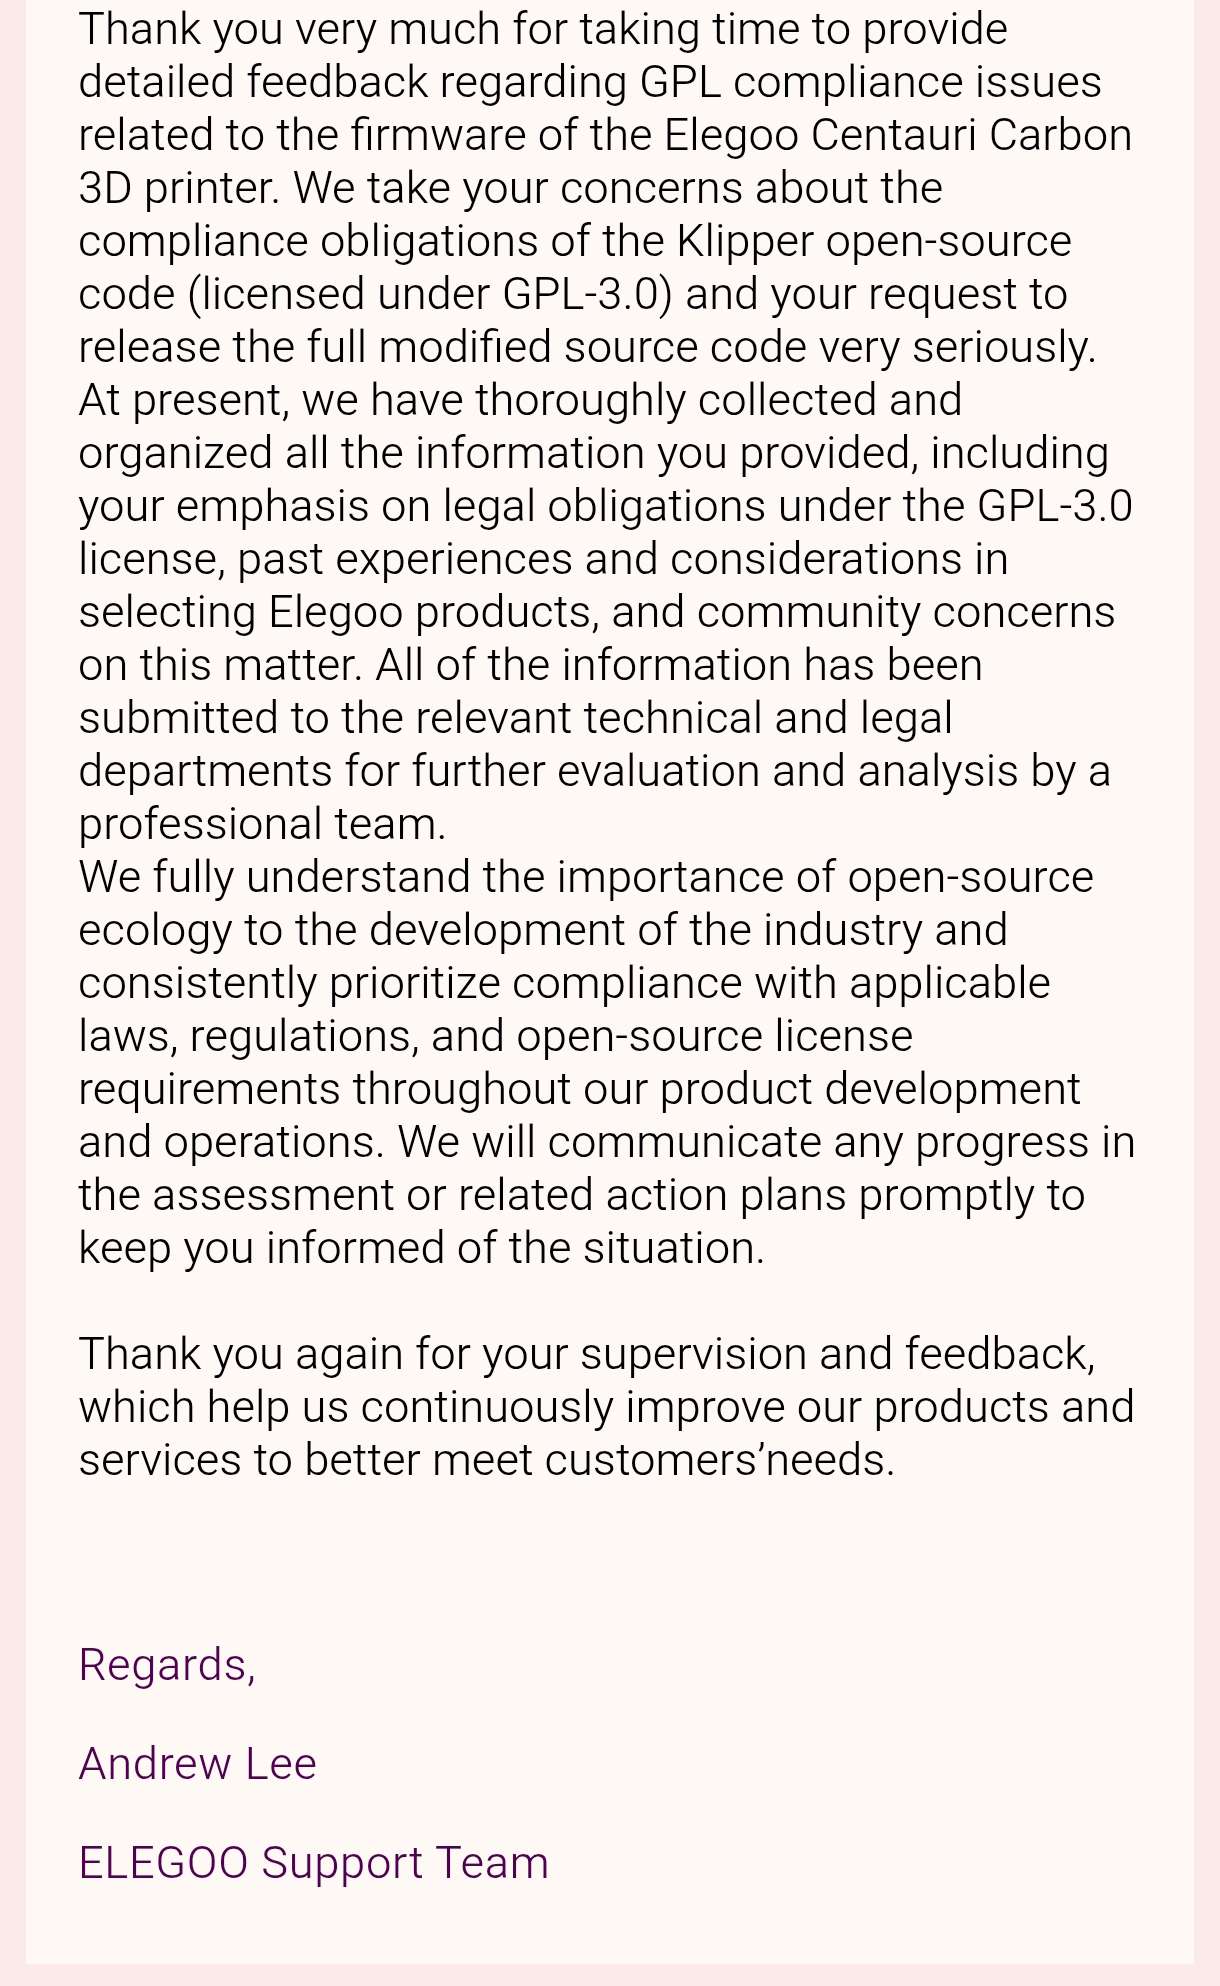 Thank you very much for taking time to provide
detailed feedback regarding GPL compliance issues
related to the firmware of the Elegoo Centauri Carbon
3D printer. We take your concerns about the
compliance obligations of the Klipper open-source
code (licensed under GPL-3.0) and your request to
release the full modified source code very seriously.
At present, we have thoroughly collected and
organized all the information you provided, including
your emphasis on legal obligations under the GPL-3.0
license, past experiences and considerations in
selecting Elegoo products, and community concerns
on this matter. All of the information has been
submitted to the relevant technical and legal
departments for further evaluation and analysis by a
professional team.
We fully understand the importance of open-source
ecology to the development of the industry and
consistently prioritize compliance with applicable
laws, regulations, and open-source license
requirements throughout our product development
and operations. We will communicate any progress in
the assessment or related action plans promptly to
keep you informed of the situation.
Thank you again for your supervision and feedback,
which help us continuously improve our products and
services to better meet customers’needs.
Regards,
Andrew Lee
ELEGOO Support Team